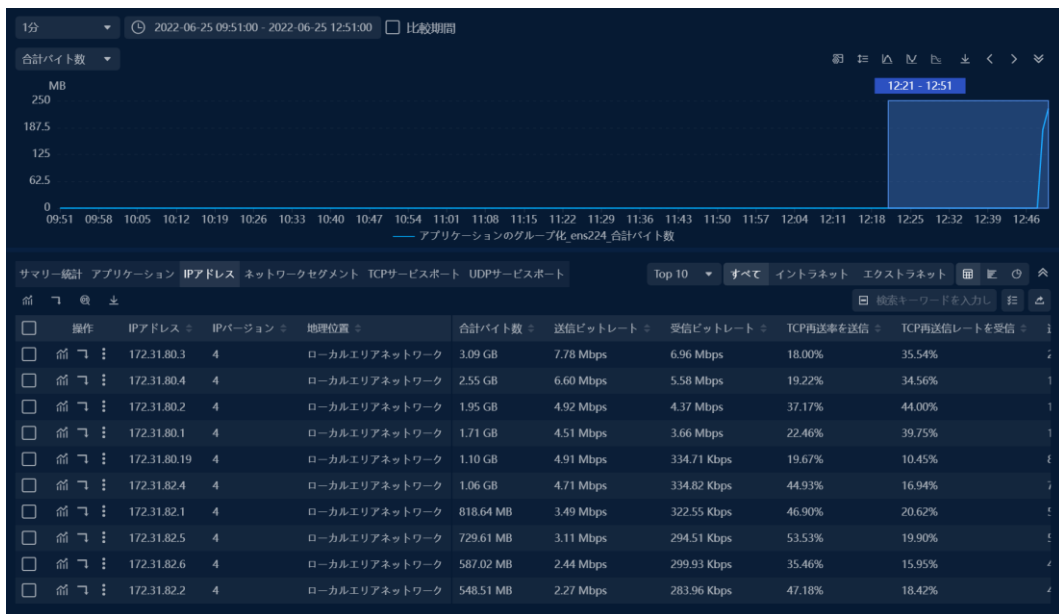 1分 2022-06-25 09:51:00 - 2022-06-25 12:51:00 比較期間
合計バイト数
MB 12:21 - 12:51
250
187.5
125
62.5
0
09:51 09:58 10:05 10:12 10:19 10:26 10:33 10:40 10:47 10:54 11:01 11:08 11:15 11:22 11:29 11:36 11:43 11:50 11:57 12:04 12:11 12:18 12:25 12:32 12:39 12:46
アプリケーションのグループ化_ens224_合計バイト数
サマリー統計 アプリケーション IPアドレス ネットワークセグメント TCPサービスポート UDPサービスポート Top 10 すべて イントラネット エクストラネット
検索キーワードを入力し
操作 IPアドレス IPバージョン 地理位置 合計バイト数 送信ビットレート 受信ビットレート TCP再送率を送信 TCP再送信レートを受信
172.31.80.3 4 ローカルエリアネットワーク 3.09 GB 7.78 Mbps 6.96 Mbps 18.00% 35.54%
172.31.80.4 4 ローカルエリアネットワーク 2.55 GB 6.60 Mbps 5.58 Mbps 19.22% 34.56%
172.31.80.2 4 ローカルエリアネットワーク 1.95 GB 4.92 Mbps 4.37 Mbps 37.17% 44.00%
172.31.80.1 4 ローカルエリアネットワーク 1.71 GB 4.51 Mbps 3.66 Mbps 22.46% 39.75%
172.31.80.19 4 ローカルエリアネットワーク 1.10 GB 4.91 Mbps 334.71 Kbps 19.67% 10.45%
172.31.82.4 4 ローカルエリアネットワーク 1.06 GB 4.71 Mbps 334.82 Kbps 44.93% 16.94%
172.31.82.1 4 ローカルエリアネットワーク 818.64 MB 3.49 Mbps 322.55 Kbps 46.90% 20.62%
172.31.82.5 4 ローカルエリアネットワーク 729.61 MB 3.11 Mbps 294.51 Kbps 53.53% 19.90%
172.31.82.6 4 ローカルエリアネットワーク 587.02 MB 2.44 Mbps 299.93 Kbps 35.46% 15.95%
172.31.82.2 4 ローカルエリアネットワーク 548.51 MB 2.27 Mbps 283.96 Kbps 47.18% 18.42%